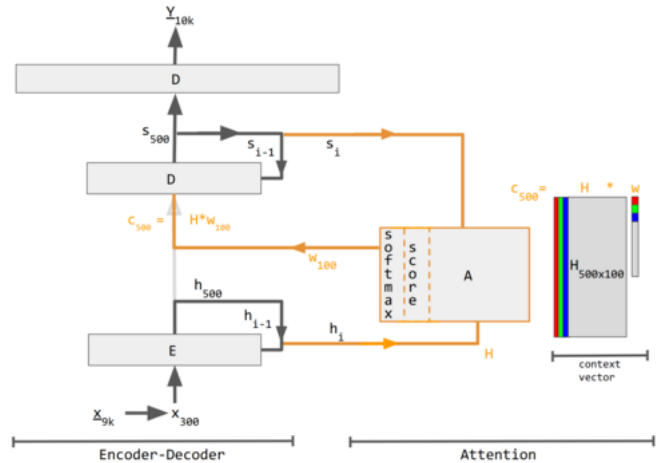 Y10k
D
s500
si-1
si
D
c500 = H*w100
w100
softmax
score
A
c500= H * w
H500x100
context
vector
h500
hi-1
hi
H
E
x9k
x300
Encoder-Decoder
Attention